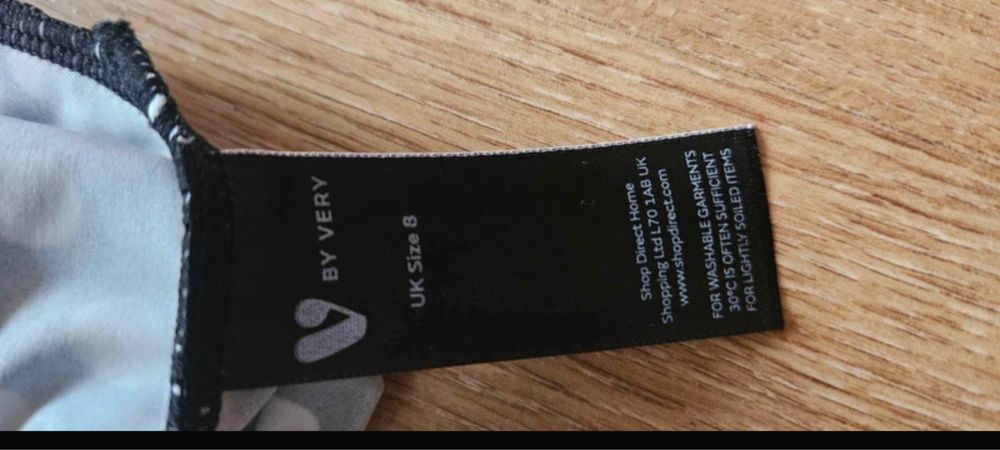 V BY VERY
UK Size 8
Shop Direct Home
Shopping Ltd L70 1AB UK
www.shopdirect.com
FOR WASHABLE GARMENTS
30°C IS OFTEN SUFFICIENT
FOR LIGHTLY SOILED ITEMS